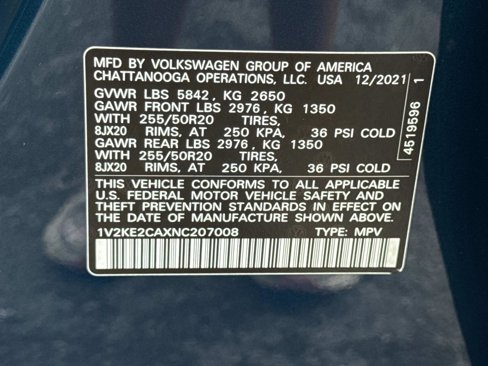 MFD BY VOLKSWAGEN GROUP OF AMERICA
CHATTANOOGA OPERATIONS, LLC. USA 12/2021
GVWR LBS 5842, KG 2650
GAWR FRONT LBS 2976, KG 1350
WITH 255/50R20 TIRES,
8JX20 RIMS, AT 250 KPA, 36 PSI COLD
GAWR REAR LBS 2976, KG 1350
WITH 255/50R20 TIRES,
8JX20 RIMS, AT 250 KPA, 36 PSI COLD
THIS VEHICLE CONFORMS TO ALL APPLICABLE
U.S. FEDERAL MOTOR VEHICLE SAFETY AND THEFT
PREVENTION STANDARDS IN EFFECT ON
THE DATE OF MANUFACTURE SHOWN ABOVE.
1V2KE2CAXNC207008 TYPE: MPV
4519596 1